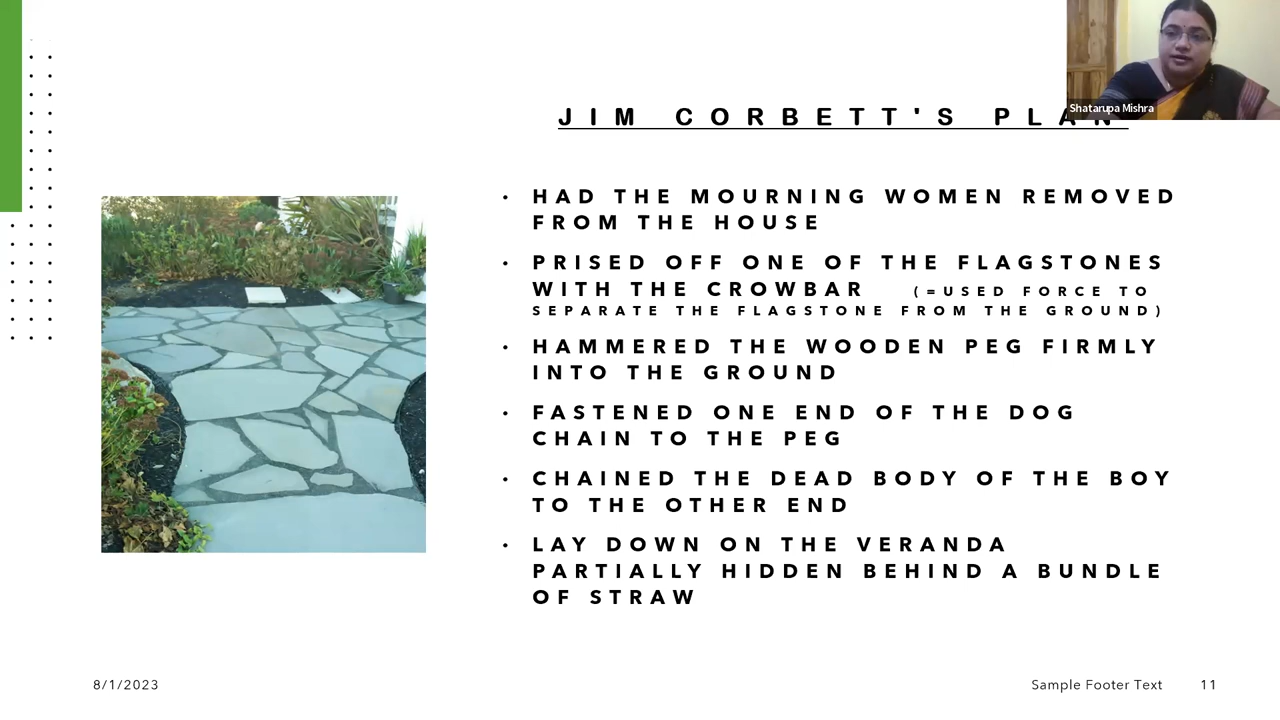 Shatarupa Mishra
JIM CORBETT'S PLAN
• HAD THE MOURNING WOMEN REMOVED
FROM THE HOUSE
• PRISED OFF ONE OF THE FLAGSTONES
WITH THE CROWBAR (=USED FORCE TO
SEPARATE THE FLAGSTONE FROM THE GROUND)
• HAMMERED THE WOODEN PEG FIRMLY
INTO THE GROUND
• FASTENED ONE END OF THE DOG
CHAIN TO THE PEG
• CHAINED THE DEAD BODY OF THE BOY
TO THE OTHER END
• LAY DOWN ON THE VERANDA
PARTIALLY HIDDEN BEHIND A BUNDLE
OF STRAW
8/1/2023
Sample Footer Text 11